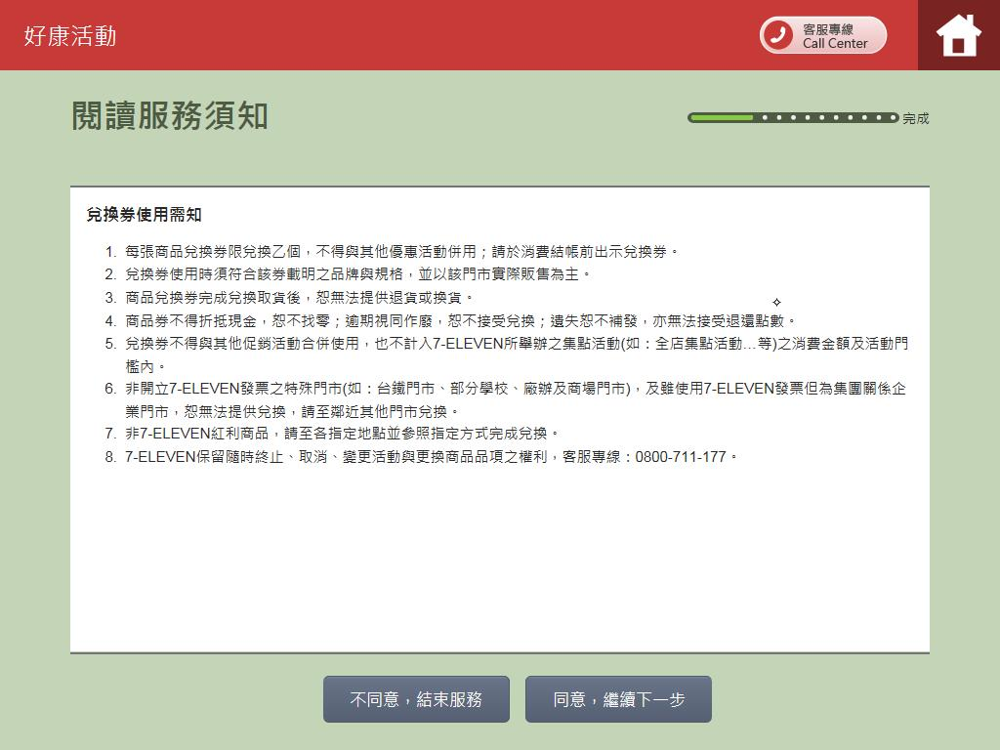 好康活動
客服專線
Call Center
閱讀服務須知
完成
兌換券使用需知
1. 每張商品兌換券限兌換乙個，不得與其他優惠活動併用；請於消費結帳前出示兌換券。
2. 兌換券使用時須符合該券載明之品牌與規格，並以該門市實際販售為主。
3. 商品兌換券完成兌換取貨後，恕無法提供退貨或換貨。
4. 商品券不得折抵現金，恕不找零；逾期視同作廢，恕不接受兌換；遺失恕不補發，亦無法接受退還點數。
5. 兌換券不得與其他促銷活動合併使用，也不計入7-ELEVEN所舉辦之集點活動(如：全店集點活動...等)之消費金額及活動門
檻內。
6. 非開立7-ELEVEN發票之特殊門市(如：台鐵門市、部分學校、廠辦及商場門市)，及雖使用7-ELEVEN發票但為集團關係企
業門市，恕無法提供兌換，請至鄰近其他門市兌換。
7. 非7-ELEVEN紅利商品，請至各指定地點並參照指定方式完成兌換。
8. 7-ELEVEN保留隨時終止、取消、變更活動與更換商品品項之權利，客服專線：0800-711-177。
不同意，結束服務
同意，繼續下一步